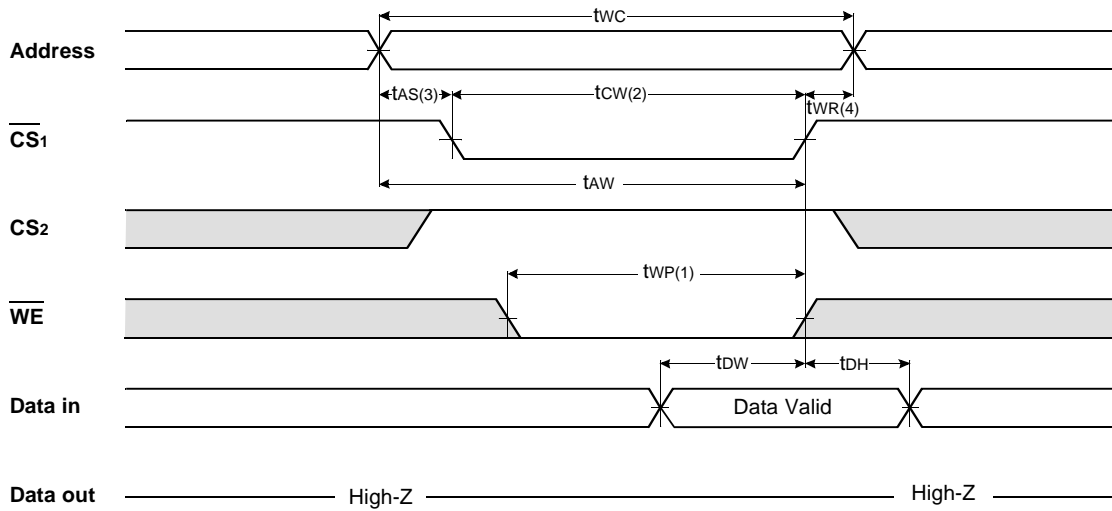 tWC
Address
tAS(3) tCW(2) tWR(4)
CS1
tAW
CS2
tWP(1)
WE
tDW tDH
Data in Data Valid
Data out High-Z High-Z